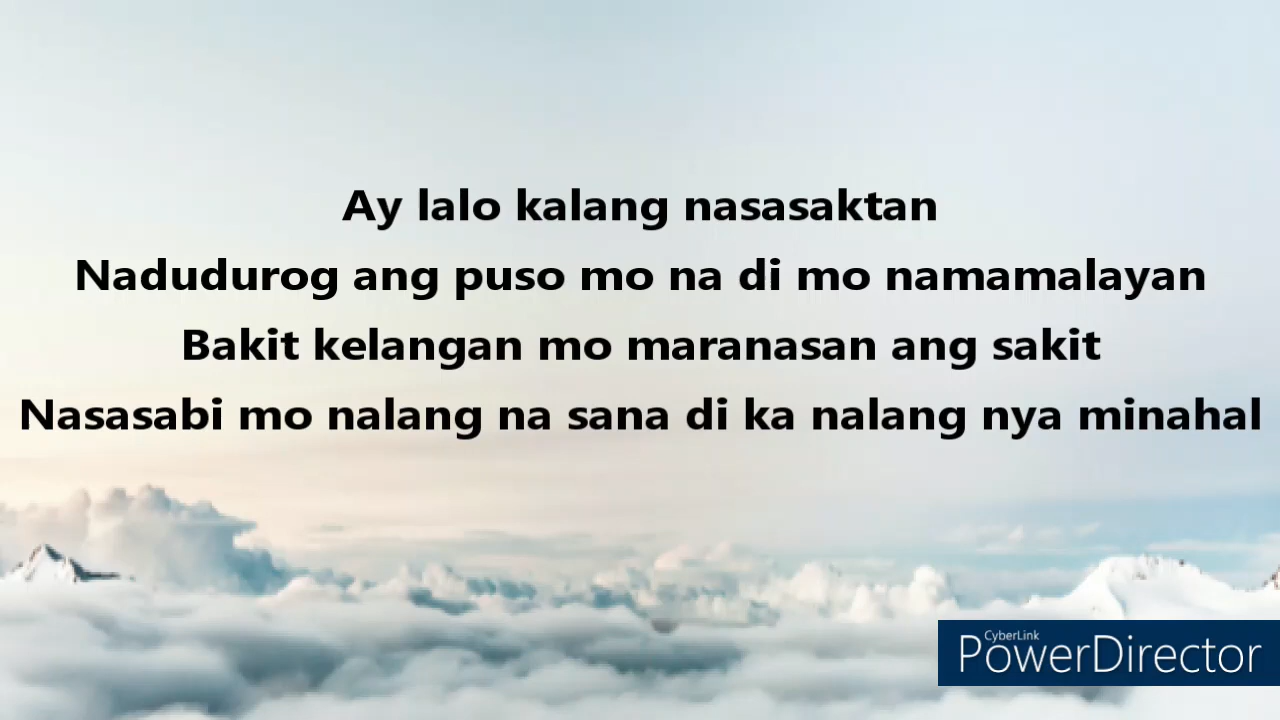 Ay lalo kalang nasasaktan
Nadudurog ang puso mo na di mo namamalayan
Bakit kelangan mo maranasan ang sakit
Nasasabi mo nalang na sana di ka nalang nya minahal
CyberLink
PowerDirector